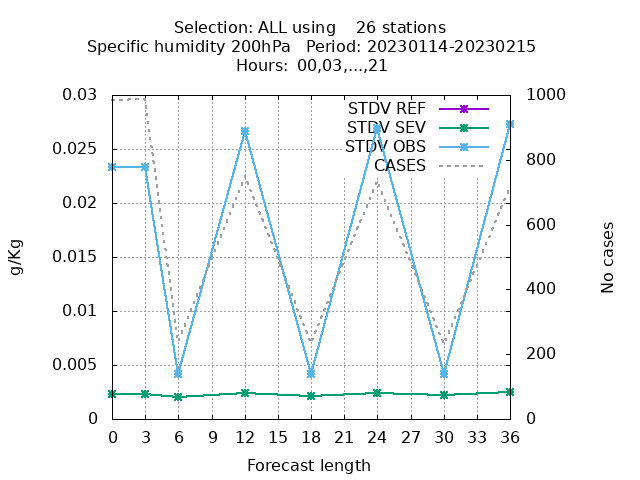 Selection: ALL using    26 stations
Specific humidity 200hPa   Period: 20230114-20230215
Hours:  00,03,...,21
0.03
0.025
0.02
0.015
0.01
0.005
0
1000
800
600
400
200
0
STDV REF
STDV SEV
STDV OBS
CASES
g/Kg
No cases
0 3 6 9 12 15 18 21 24 27 30 33 36
Forecast length